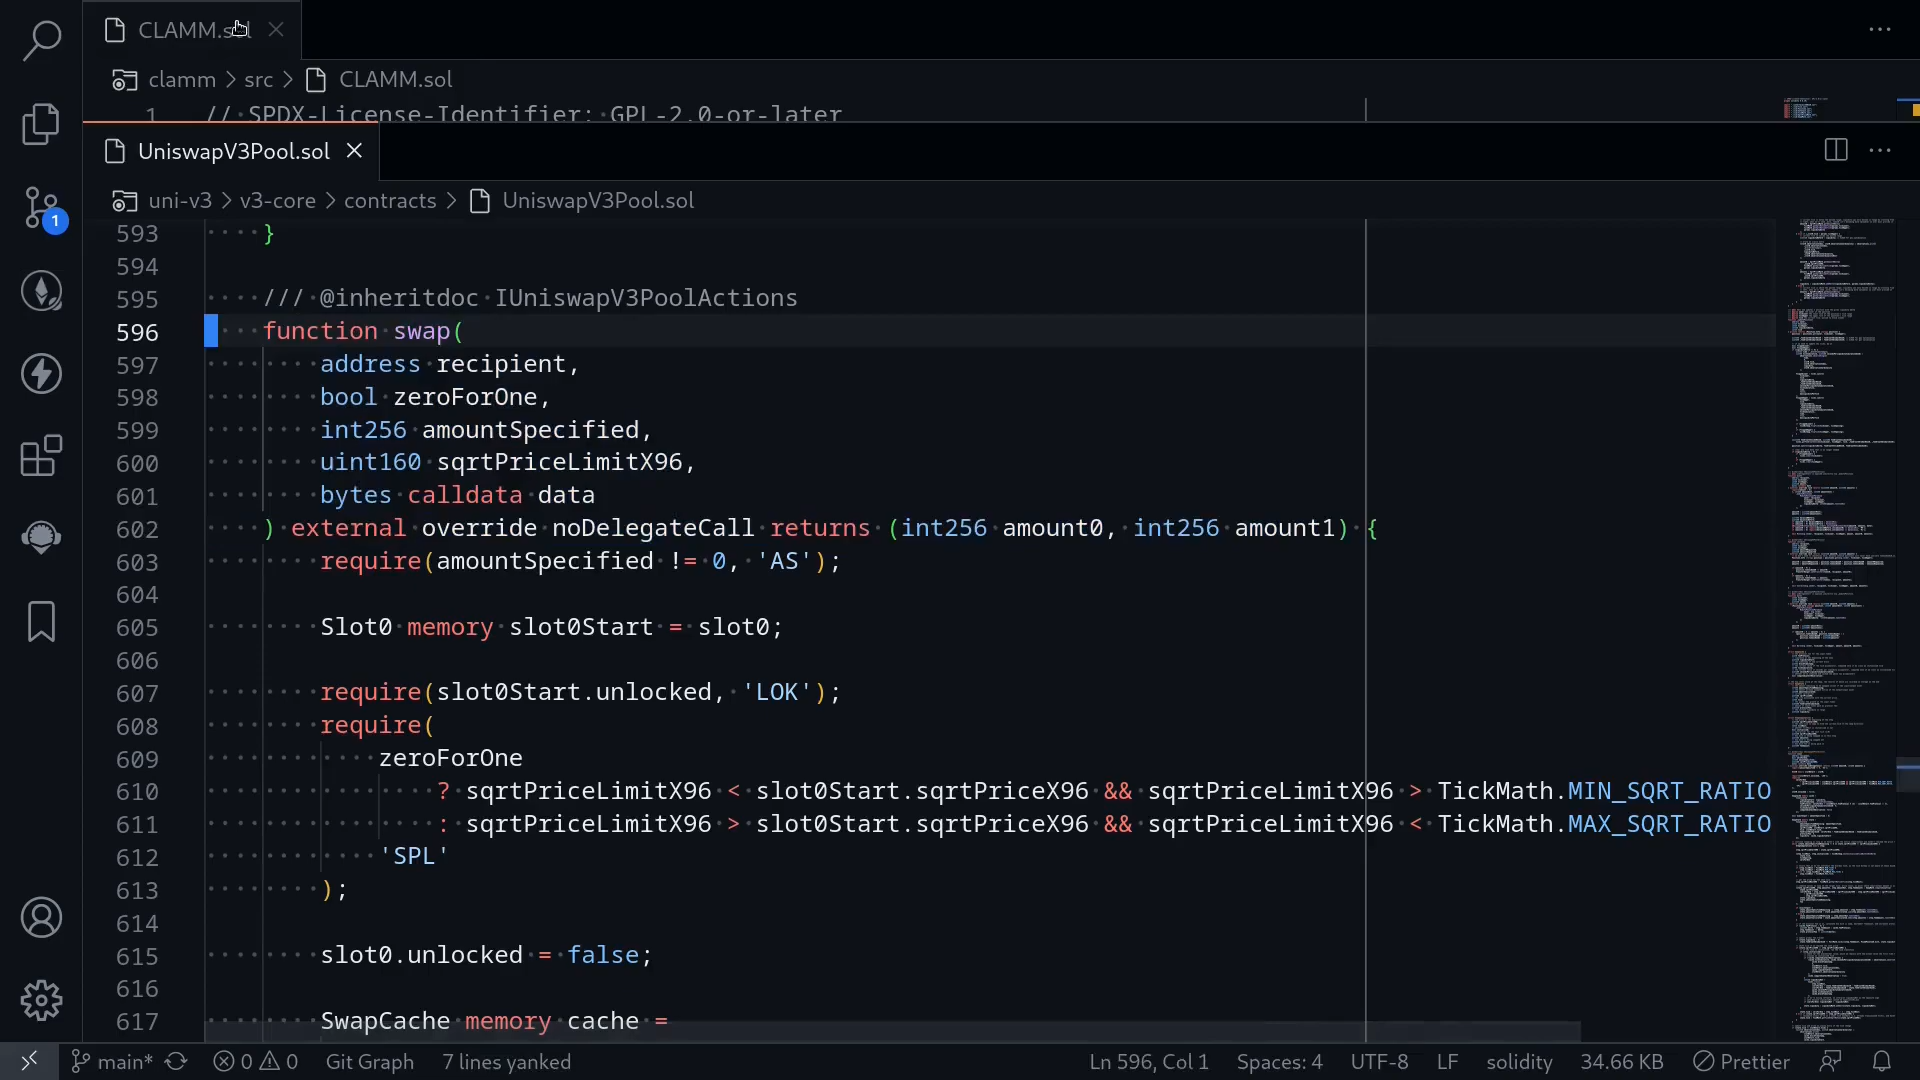 CLAMM.sol
clamm > src > CLAMM.sol
1 // SPDX-License-Identifier: GPL-2.0-or-later
UniswapV3Pool.sol
uni-v3 > v3-core > contracts > UniswapV3Pool.sol
593 }
594
595 /// @inheritdoc IUniswapV3PoolActions
596 function swap(
597 address recipient,
598 bool zeroForOne,
599 int256 amountSpecified,
600 uint160 sqrtPriceLimitX96,
601 bytes calldata data
602 ) external override noDelegateCall returns (int256 amount0, int256 amount1) {
603 require(amountSpecified != 0, 'AS');
604
605 Slot0 memory slot0Start = slot0;
606
607 require(slot0Start.unlocked, 'LOK');
608 require(
609 zeroForOne
610 ? sqrtPriceLimitX96 < slot0Start.sqrtPriceX96 && sqrtPriceLimitX96 > TickMath.MIN_SQRT_RATIO
611 : sqrtPriceLimitX96 > slot0Start.sqrtPriceX96 && sqrtPriceLimitX96 < TickMath.MAX_SQRT_RATIO
612 'SPL'
613 );
614
615 slot0.unlocked = false;
616
617 SwapCache memory cache =
1
main* 0 0 Git Graph 7 lines yanked Ln 596, Col 1 Spaces: 4 UTF-8 LF solidity 34.66 KB Prettier